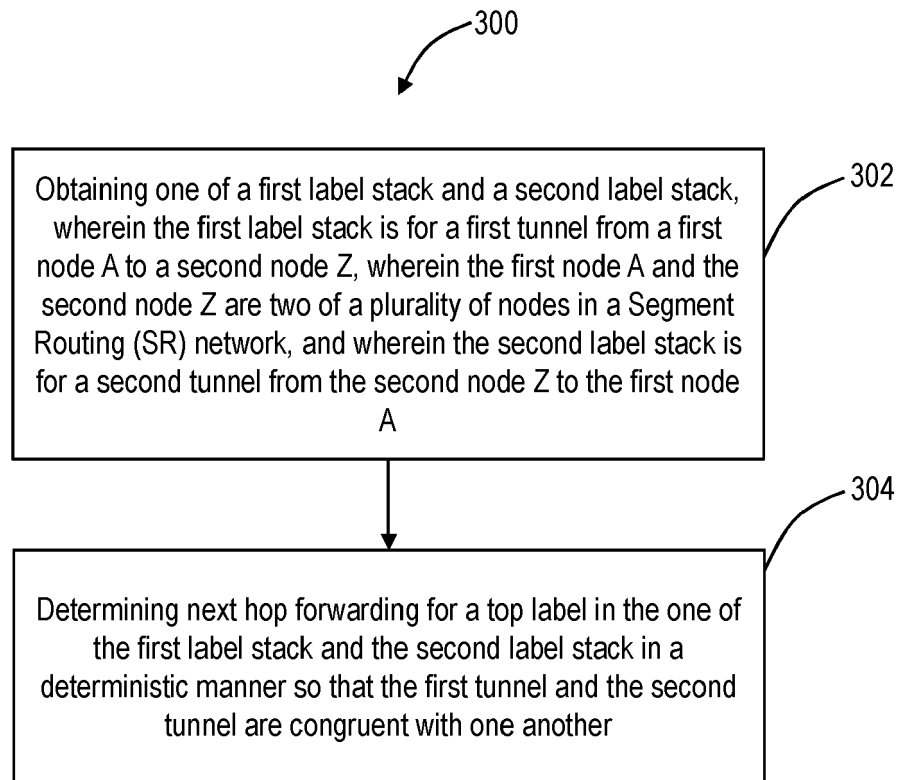 300
Obtaining one of a first label stack and a second label stack,
wherein the first label stack is for a first tunnel from a first
node A to a second node Z, wherein the first node A and the
second node Z are two of a plurality of nodes in a Segment
Routing (SR) network, and wherein the second label stack is
for a second tunnel from the second node Z to the first node
A
302
304
Determining next hop forwarding for a top label in the one of
the first label stack and the second label stack in a
deterministic manner so that the first tunnel and the second
tunnel are congruent with one another